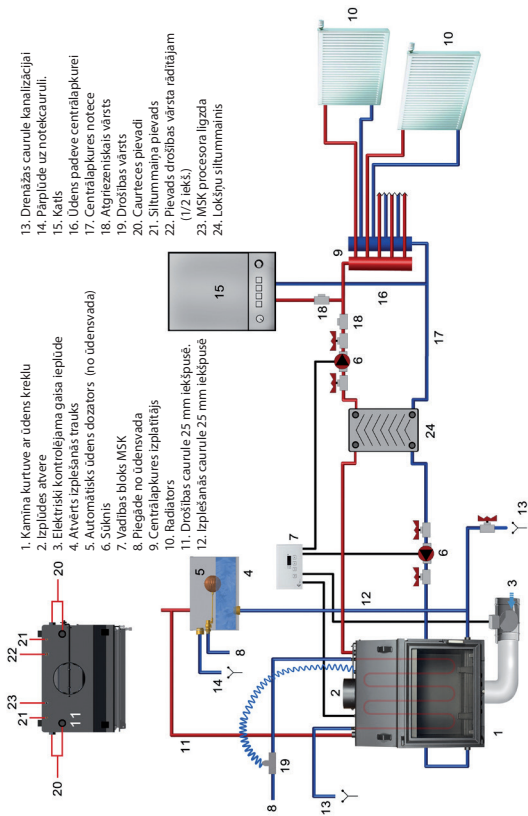 1. Kamīna kurtuve ar ūdens kreklu
2. Izplūdes atvere
3. Elektriski kontrolējama gaisa ieplūde
4. Atvērts izplešanās trauks
5. Automātisks ūdens dozators (no ūdensvada)
6. Sūknis
7. Vadības bloks MSK
8. Piegāde no ūdensvada
9. Centrālapkures izplatītājs
10. Radiators
11. Drošības caurule 25 mm iekšpusē.
12. Izplešanās caurule 25 mm iekšpusē
13. Drenāžas caurule kanalizācijai
14. Pārplūde uz notekcauruli.
15. Katls
16. Ūdens padeve centrālapkurei
17. Centrālapkures notece
18. Atgriezeniskais vārsts
19. Drošības vārsts
20. Caurteces pievadi
21. Siltummaiņa pievads
22. Pievads drošības vārsta rādītājam
(1/2 iekš.)
23. MSK procesora ligzda
24. Lokšņu siltummainis
20
21
22
23
21
11
20
10
10
15
9
16
18
18
17
6
24
7
5
4
8
14
12
6
13
3
11
2
19
8
13
1